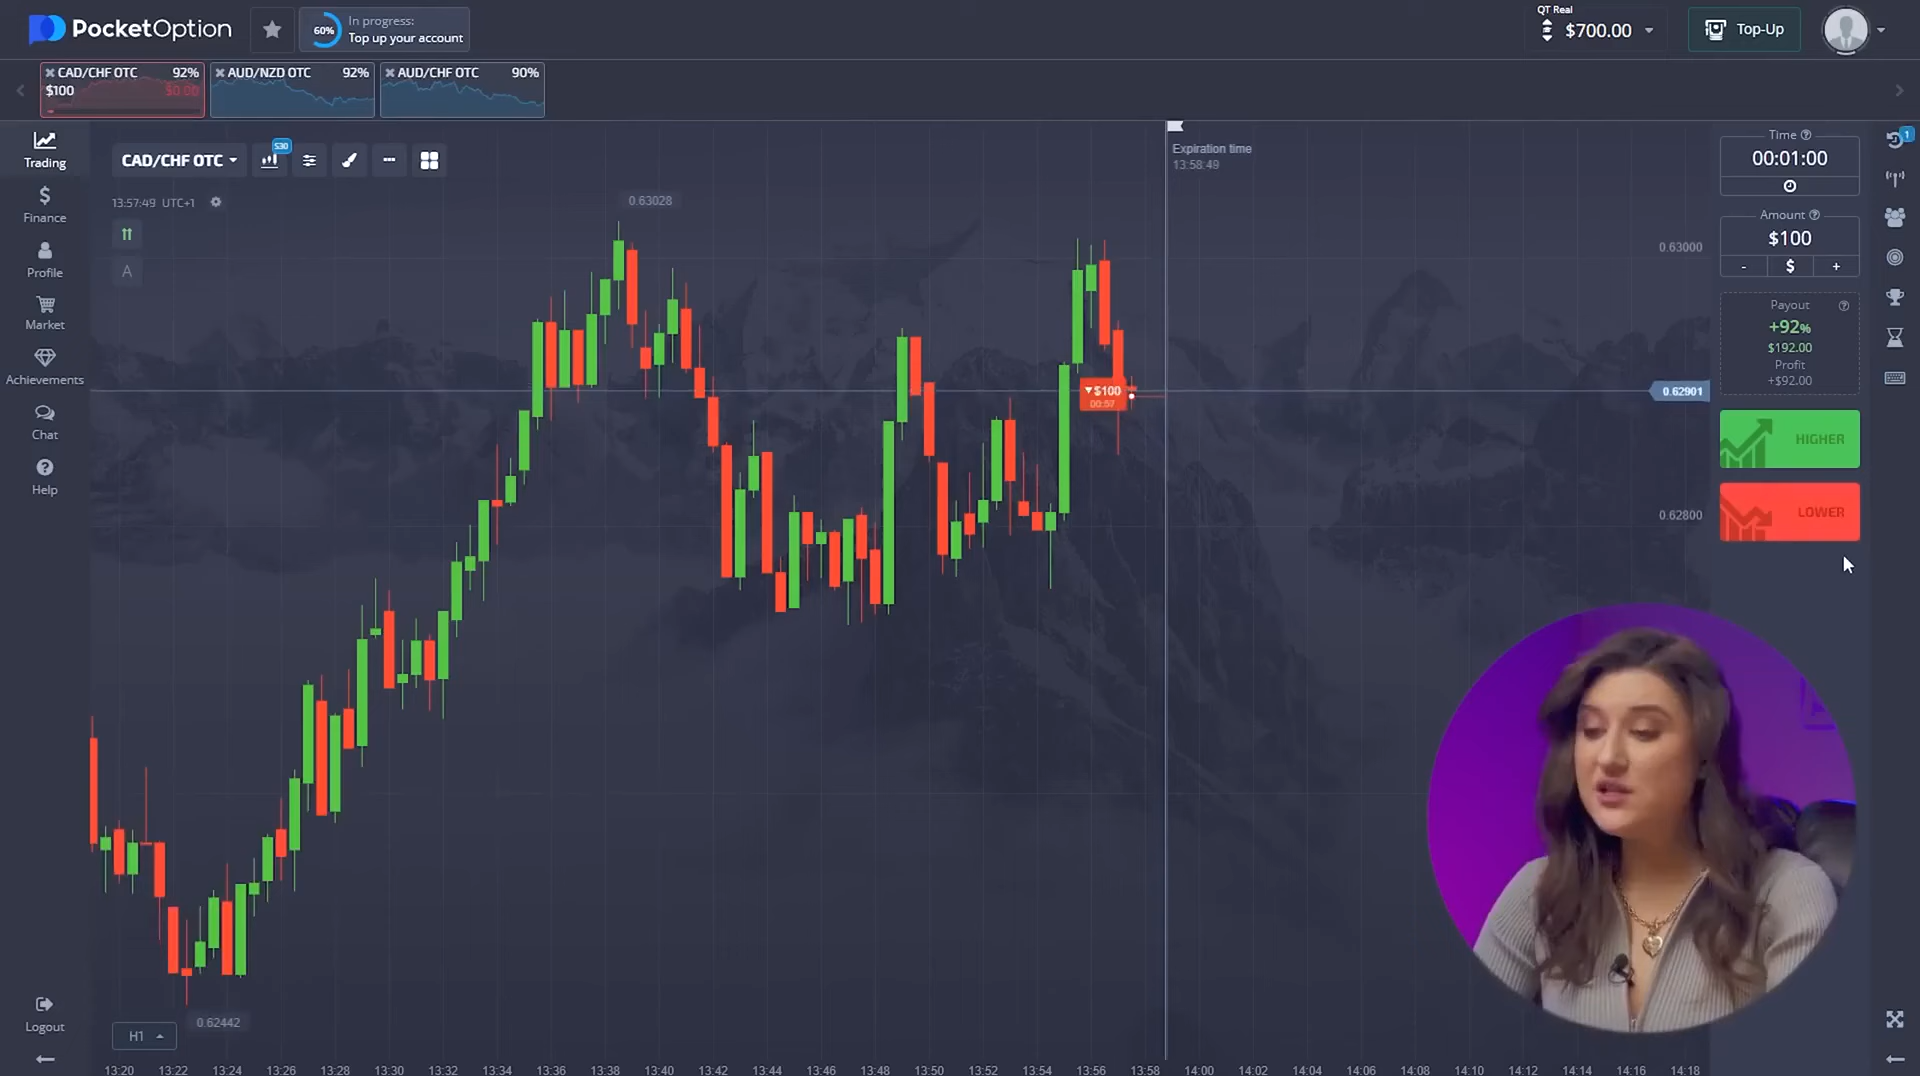 PocketOption
60%
In progress:
Top up your account
QT Real
$700.00
Top-Up
CAD/CHF OTC 92%
$100 $0.00
AUD/NZD OTC 92%
AUD/CHF OTC 90%
Trading
Finance
Profile
Market
Achievements
Chat
Help
Logout
CAD/CHF OTC
S30
13:57:49 UTC+1
A
0.63028
Expiration time
13:58:49
0.63000
0.62901
0.62800
$100
00:57
0.62442
H1
Time
00:01:00
Amount
$100
- $ +
Payout
+92%
$192.00
Profit
+$92.00
HIGHER
LOWER
1
13:20 13:22 13:24 13:26 13:28 13:30 13:32 13:34 13:36 13:38 13:40 13:42 13:44 13:46 13:48 13:50 13:52 13:54 13:56 13:58 14:00 14:02 14:04 14:06 14:08 14:10 14:12 14:14 14:16 14:18